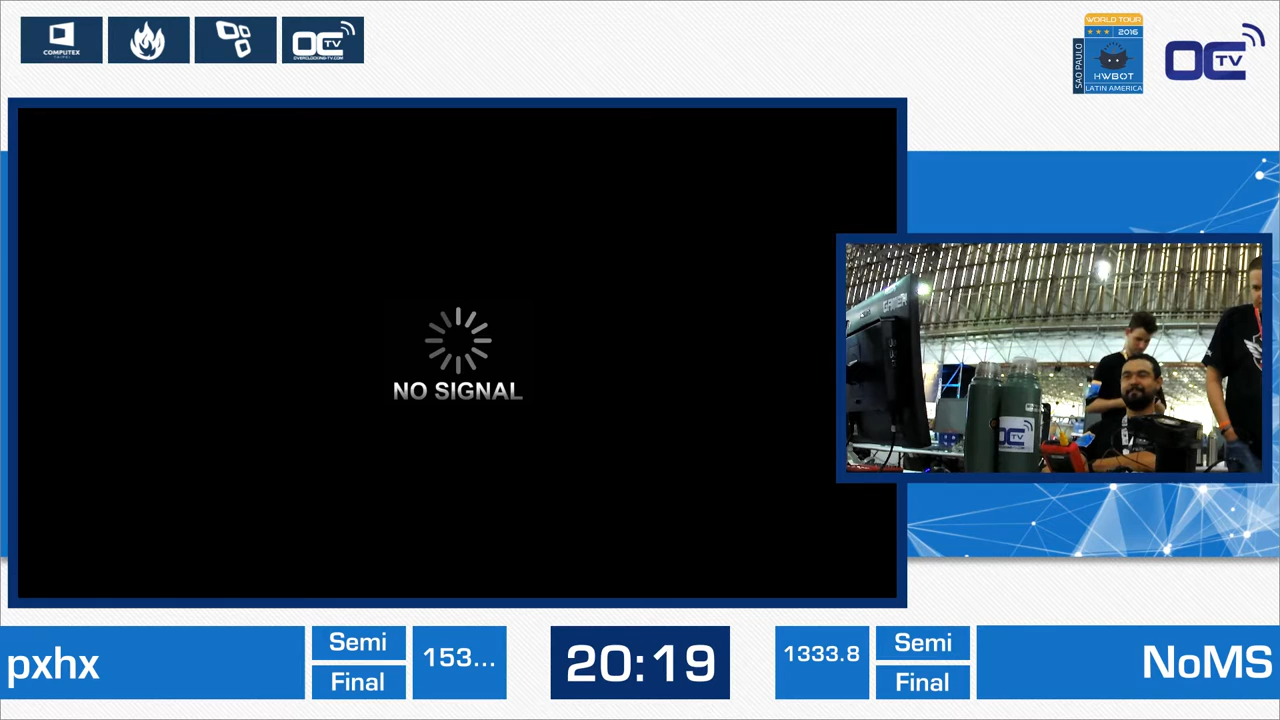 COMPUTEX
OC TV
OVERCLOCKING-TV.COM
WORLD TOUR
2016
SAO PAULO
HWBOT
LATIN AMERICA
OC TV
NO SIGNAL
OC TV
pxhx
Semi
Final
153...
20:19
1333.8
Semi
Final
NoMS